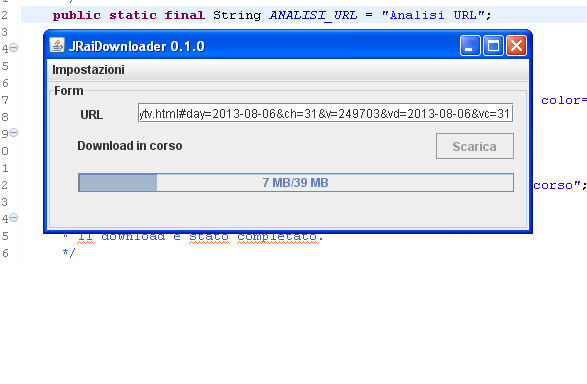 2 public static final String ANALISI_URL = "Analisi URL";
3
JRaiDownloader 0.1.0
4
Impostazioni
5
6
Form
7 color=
URL ytv.html#day=2013-08-06&ch=31&v=249703&vd=2013-08-06&vc=31
8
9
Download in corso Scarica
0
1
2 7 MB/39 MB corso";
3
4
5 * Il download è stato completato.
6 */